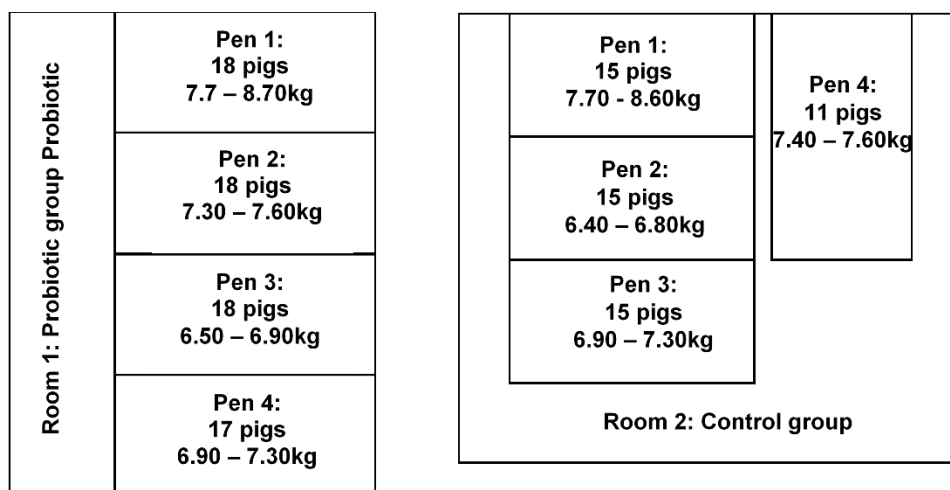 Room 1: Probiotic group Probiotic
Pen 1:
18 pigs
7.7 – 8.70kg
Pen 2:
18 pigs
7.30 – 7.60kg
Pen 3:
18 pigs
6.50 – 6.90kg
Pen 4:
17 pigs
6.90 – 7.30kg
Pen 1:
15 pigs
7.70 - 8.60kg
Pen 2:
15 pigs
6.40 – 6.80kg
Pen 3:
15 pigs
6.90 – 7.30kg
Pen 4:
11 pigs
7.40 – 7.60kg
Room 2: Control group